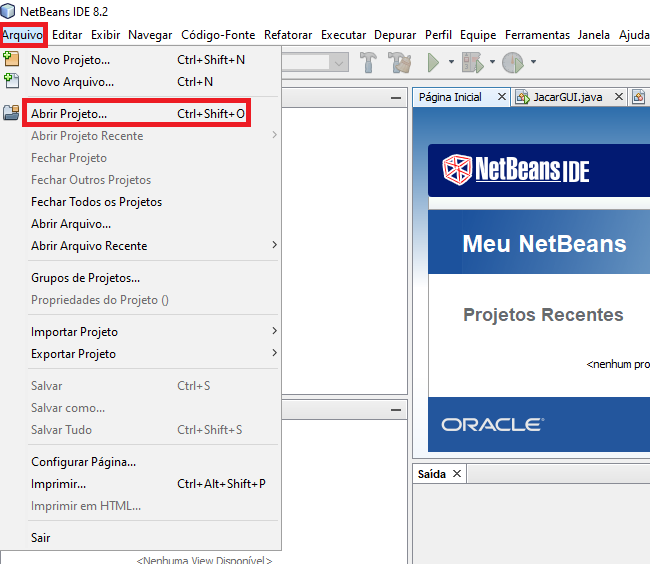 NetBeans IDE 8.2
Arquivo Editar Exibir Navegar Código-Fonte Refatorar Executar Depurar Perfil Equipe Ferramentas Janela Ajuda
Novo Projeto... Ctrl+Shift+N
Novo Arquivo... Ctrl+N
Abrir Projeto... Ctrl+Shift+O
Abrir Projeto Recente
Fechar Projeto
Fechar Outros Projetos
Fechar Todos os Projetos
Abrir Arquivo...
Abrir Arquivo Recente
Grupos de Projetos...
Propriedades do Projeto ()
Importar Projeto
Exportar Projeto
Salvar Ctrl+S
Salvar como...
Salvar Tudo Ctrl+Shift+S
Configurar Página...
Imprimir... Ctrl+Alt+Shift+P
Imprimir em HTML...
Sair
<Nenhuma View Disponível>
Página Inicial JacarGUI.java
NetBeans IDE
Meu NetBeans
Projetos Recentes
<nenhum pro
ORACLE
Saída